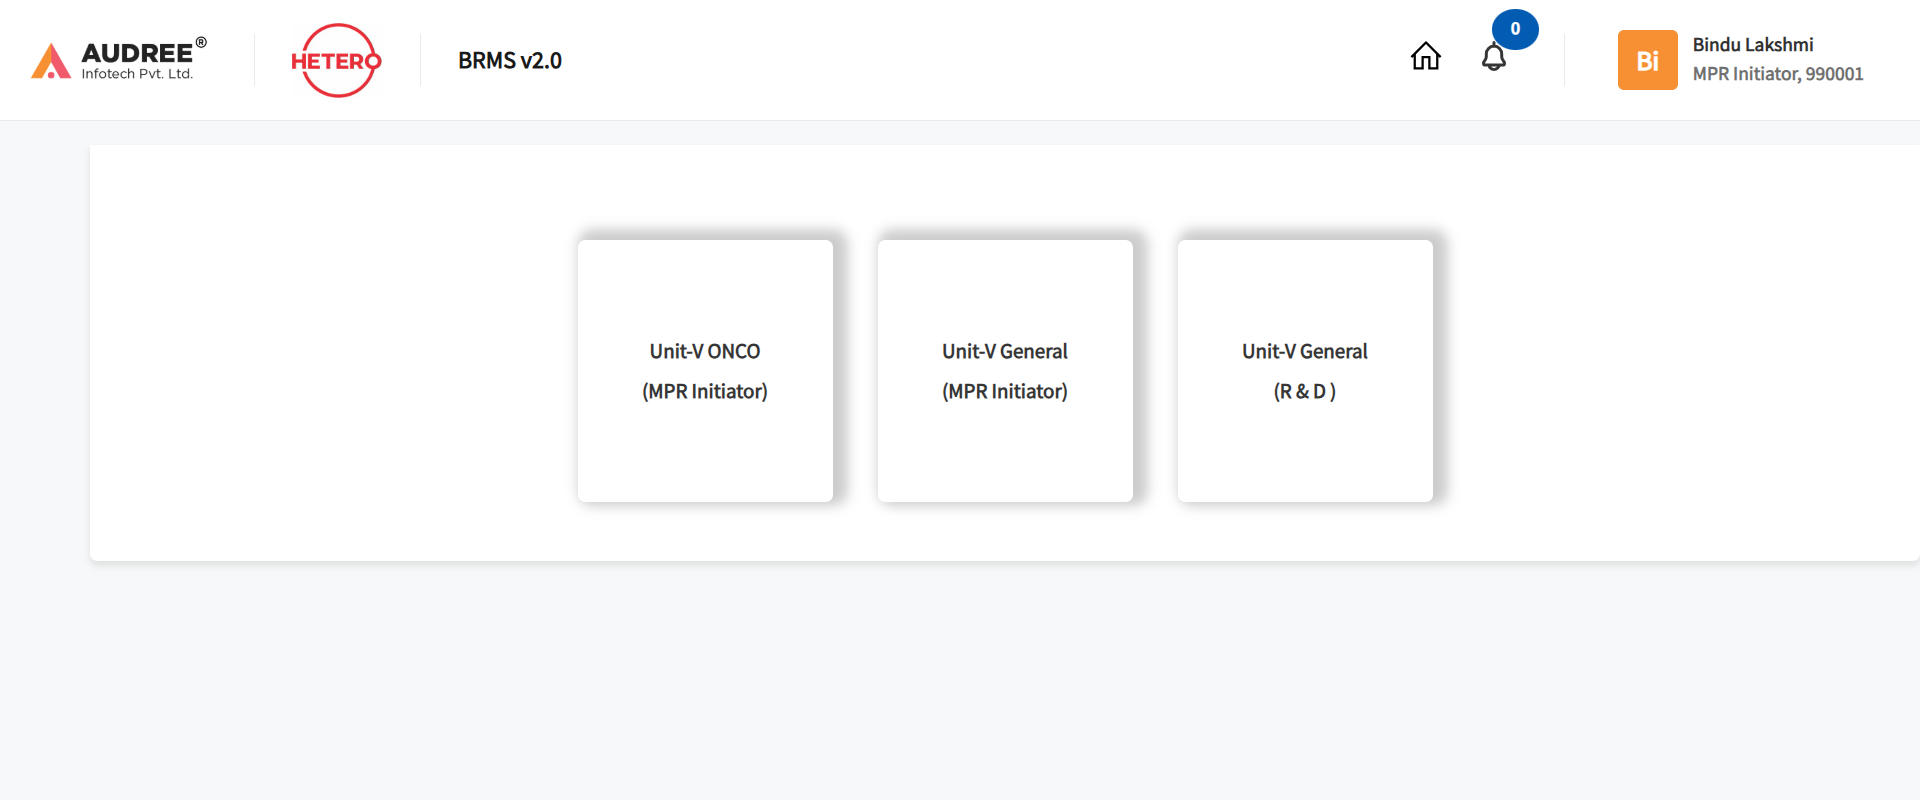 AUDREE®
Infotech Pvt. Ltd.
HETERO
BRMS v2.0
0
Bi
Bindu Lakshmi
MPR Initiator, 990001
Unit-V ONCO
(MPR Initiator)
Unit-V General
(MPR Initiator)
Unit-V General
(R & D )